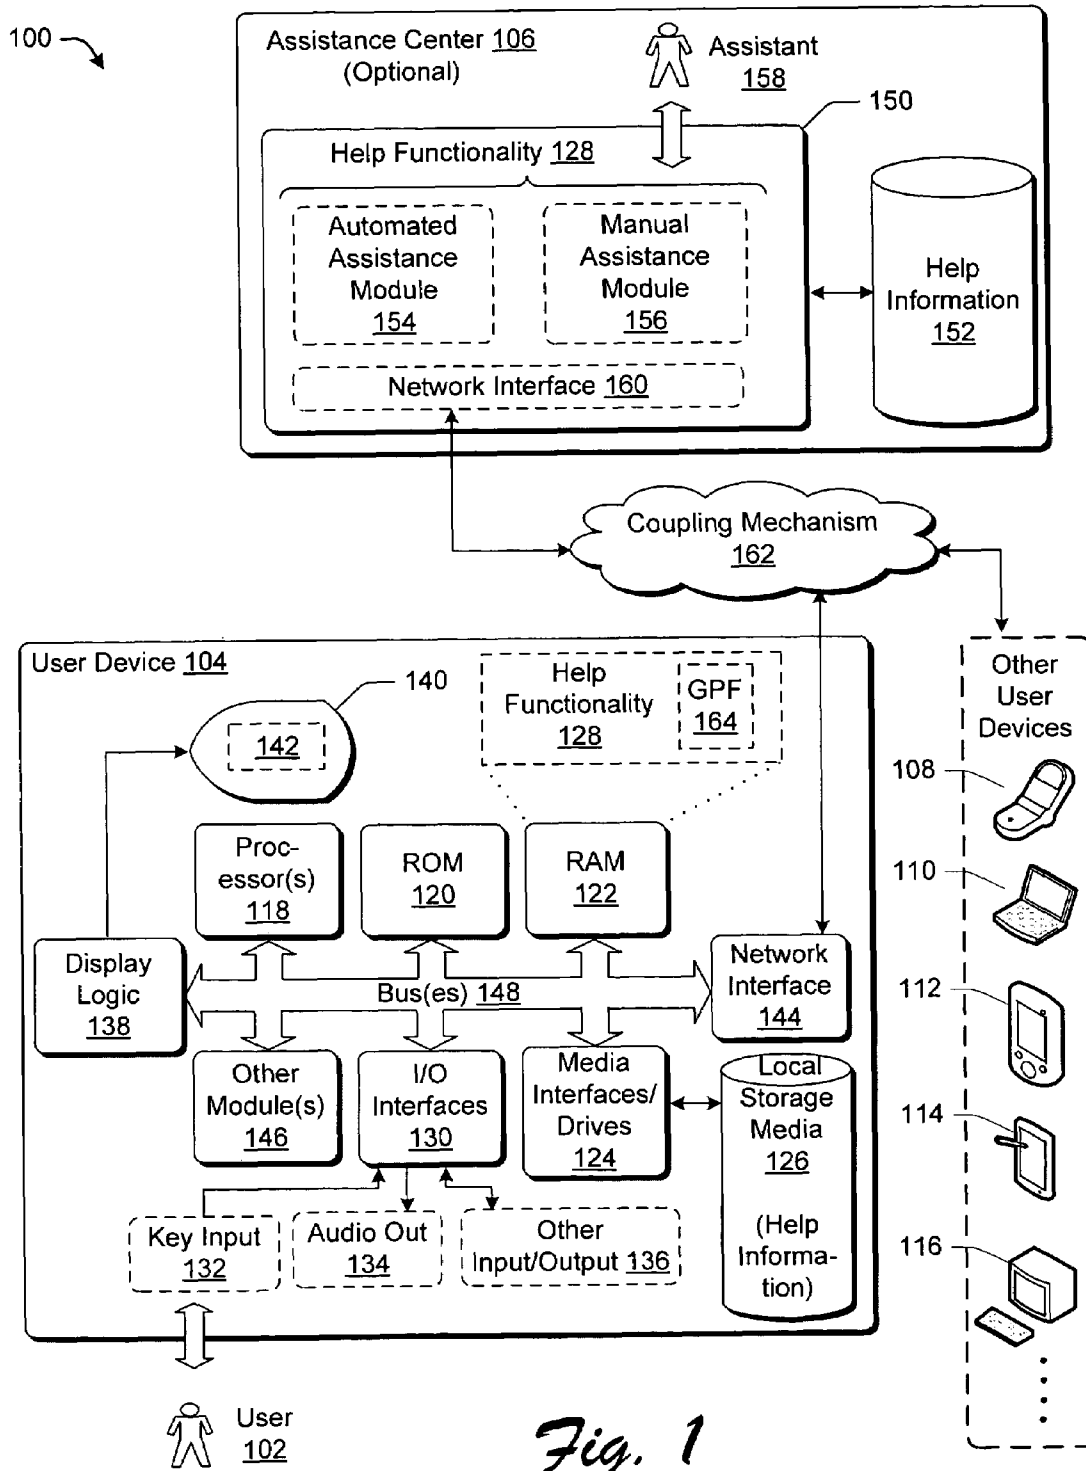 100
Assistance Center 106
(Optional)
Assistant
158
150
Help Functionality 128
Automated
Assistance
Module
154
Manual
Assistance
Module
156
Help
Information
152
Network Interface 160
Coupling Mechanism
162
User Device 104
140
142
Help
Functionality
128
GPF
164
Other
User
Devices
108
110
112
114
116
Proc-
essor(s)
118
ROM
120
RAM
122
Display
Logic
138
Bus(es) 148
Network
Interface
144
Other
Module(s)
146
I/O
Interfaces
130
Media
Interfaces/
Drives
124
Local
Storage
Media
126
(Help
Informa-
tion)
Key Input
132
Audio Out
134
Other
Input/Output 136
User
102
Fig. 1